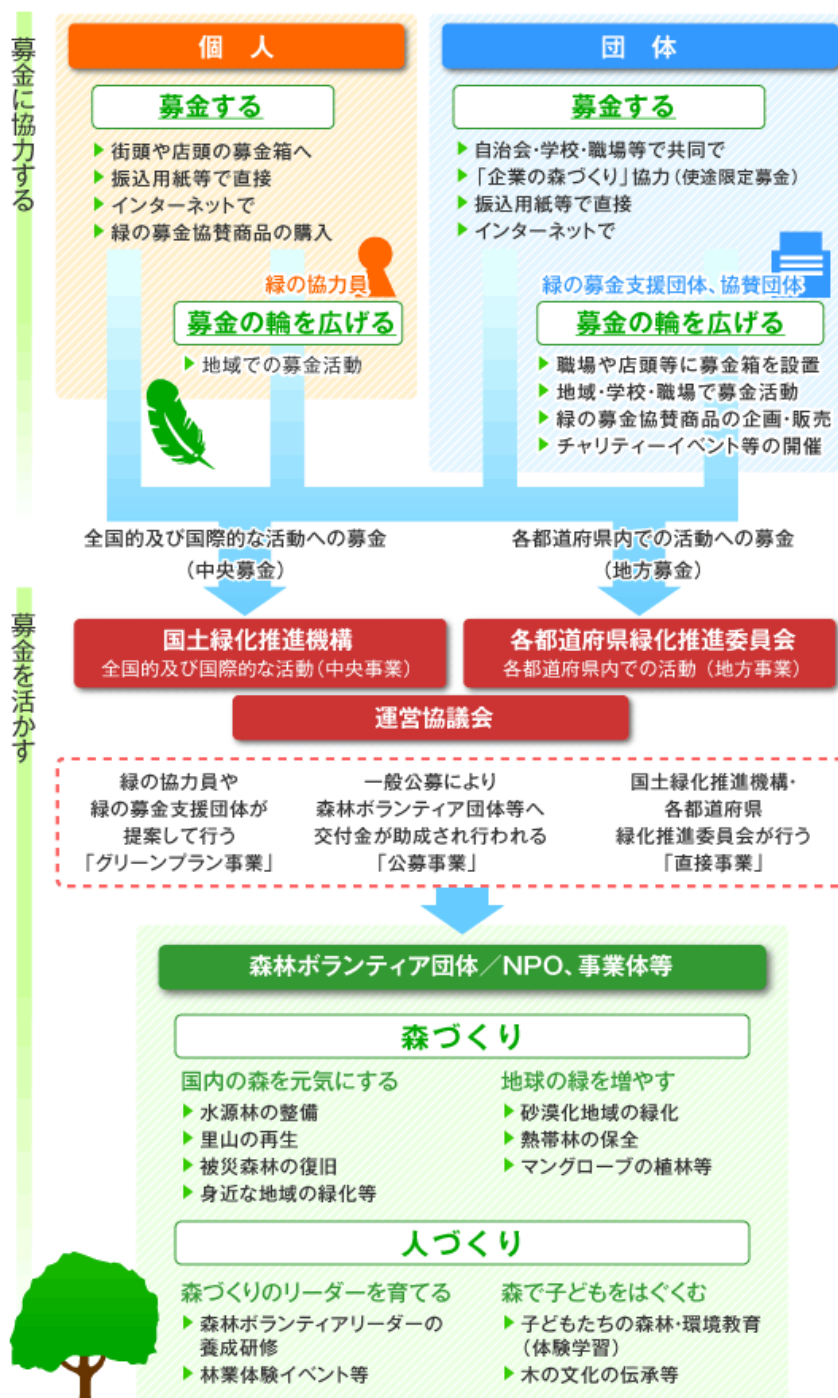 募金に協力する
個 人
募金する
街頭や店頭の募金箱へ
振込用紙等で直接
インターネットで
緑の募金協賛商品の購入
緑の協力員
募金の輪を広げる
地域での募金活動
団 体
募金する
自治会・学校・職場等で共同で
「企業の森づくり」協力(使途限定募金)
振込用紙等で直接
インターネットで
緑の募金支援団体、協賛団体
募金の輪を広げる
職場や店頭等に募金箱を設置
地域・学校・職場で募金活動
緑の募金協賛商品の企画・販売
チャリティーイベント等の開催
全国的及び国際的な活動への募金
(中央募金)
各都道府県内での活動への募金
(地方募金)
募金を活かす
国土緑化推進機構
全国的及び国際的な活動(中央事業)
各都道府県緑化推進委員会
各都道府県内での活動(地方事業)
運営協議会
緑の協力員や
緑の募金支援団体が
提案して行う
「グリーンプラン事業」
一般公募により
森林ボランティア団体等へ
交付金が助成され行われる
「公募事業」
国土緑化推進機構・
各都道府県
緑化推進委員会が行う
「直接事業」
森林ボランティア団体/NPO、事業体等
森づくり
国内の森を元気にする
水源林の整備
里山の再生
被災森林の復旧
身近な地域の緑化等
地球の緑を増やす
砂漠化地域の緑化
熱帯林の保全
マングローブの植林等
人づくり
森づくりのリーダーを育てる
森林ボランティアリーダーの
養成研修
林業体験イベント等
森で子どもをはぐくむ
子どもたちの森林・環境教育
(体験学習)
木の文化の伝承等